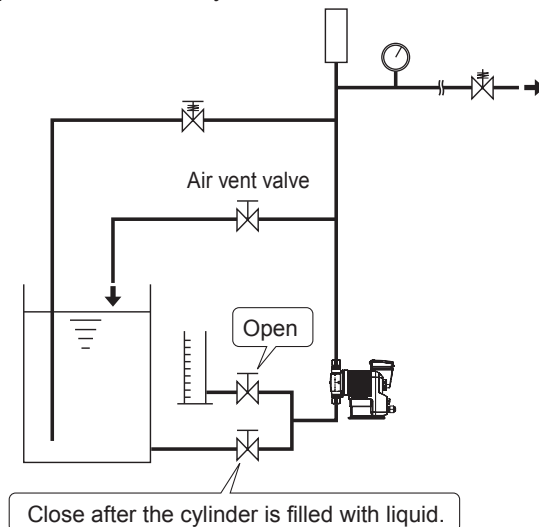 Air vent valve
Open
Close after the cylinder is filled with liquid.